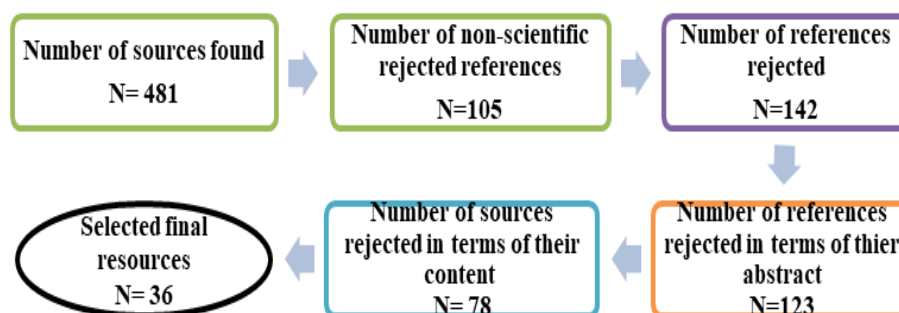 Number of sources found
N= 481
Number of non-scientific
rejected references
N=105
Number of references
rejected
N=142
Number of references
rejected in terms of thier
abstract
N=123
Number of sources
rejected in terms of their
content
N= 78
Selected final
resources
N= 36